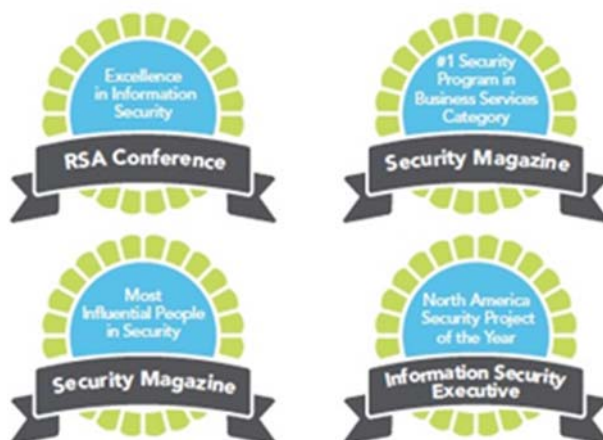 Excellence
in Information
Security
RSA Conference
#1 Security
Program in
Business Services
Category
Security Magazine
Most
Influential People
in Security
Security Magazine
North America
Security Project
of the Year
Information Security
Executive